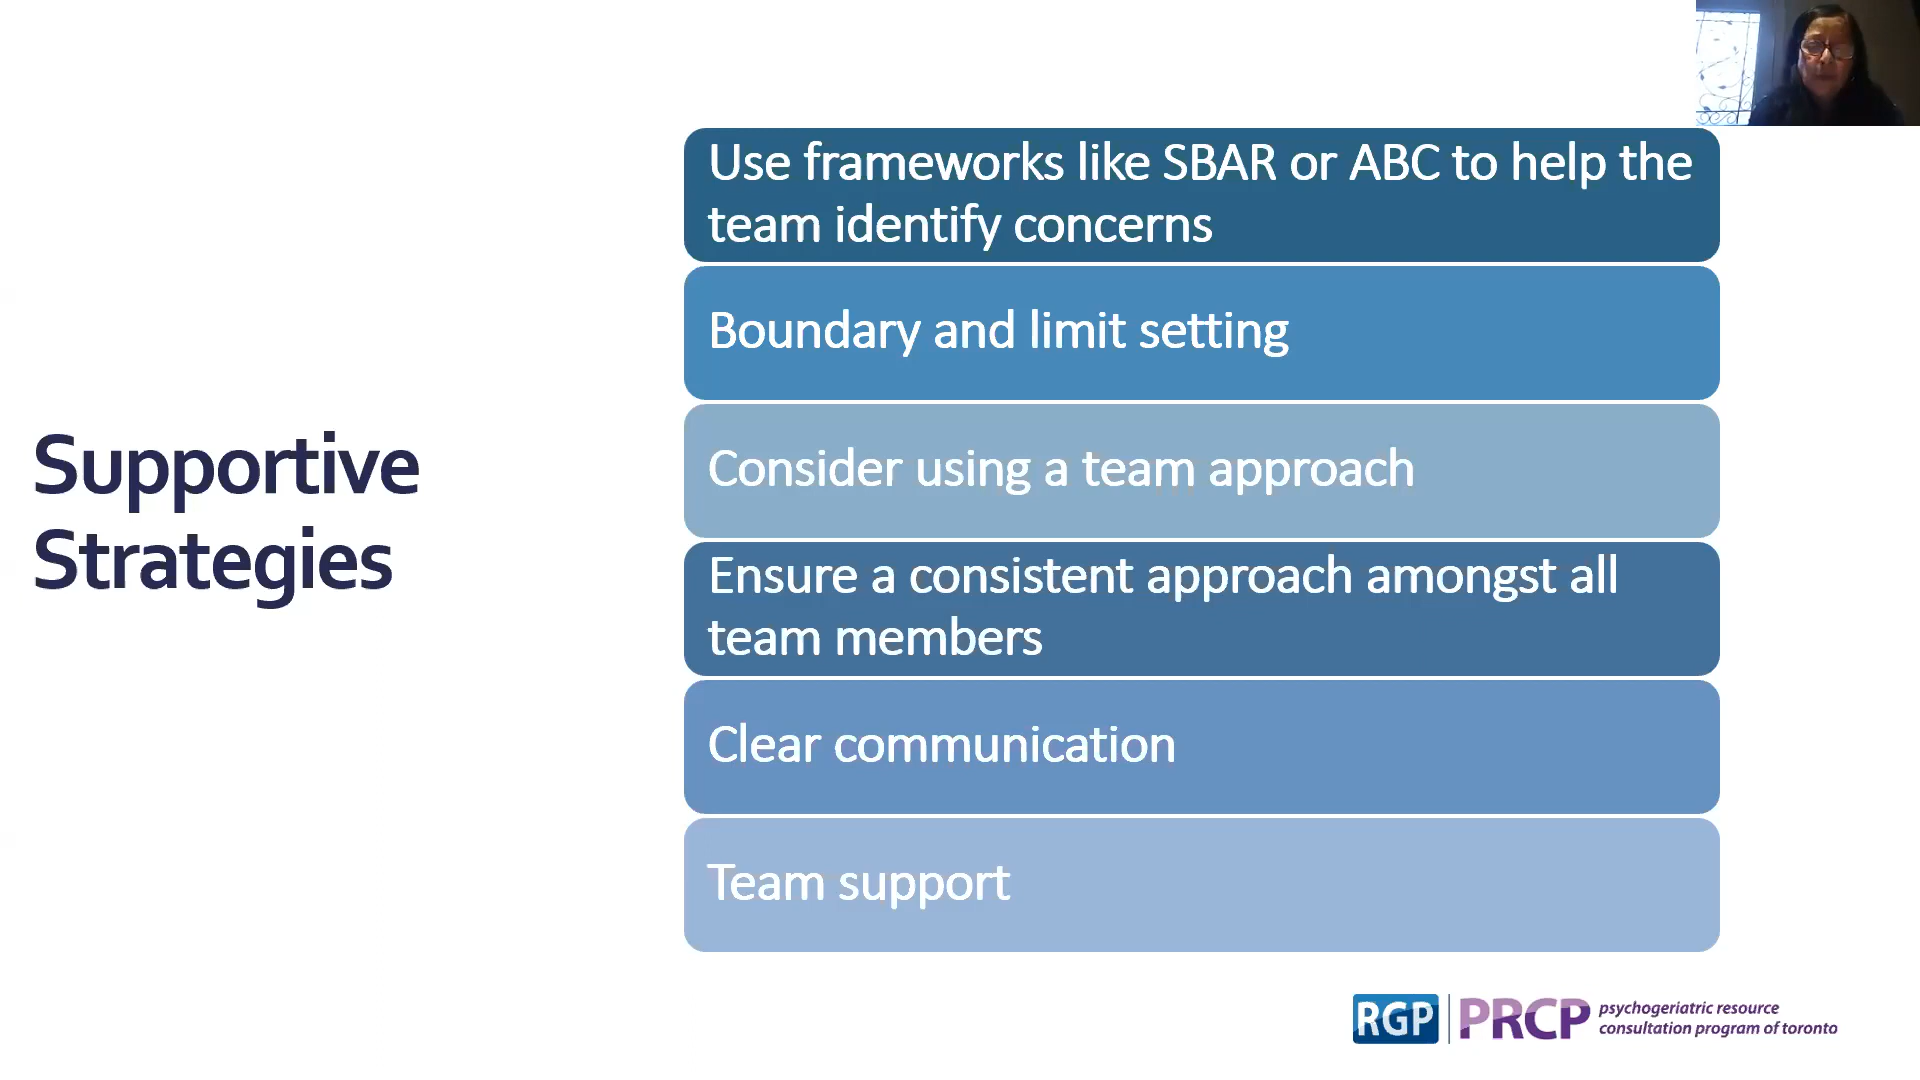 Supportive
Strategies
Use frameworks like SBAR or ABC to help the
team identify concerns
Boundary and limit setting
Consider using a team approach
Ensure a consistent approach amongst all
team members
Clear communication
Team support
RGP PRCP psychogeriatric resource
consultation program of toronto